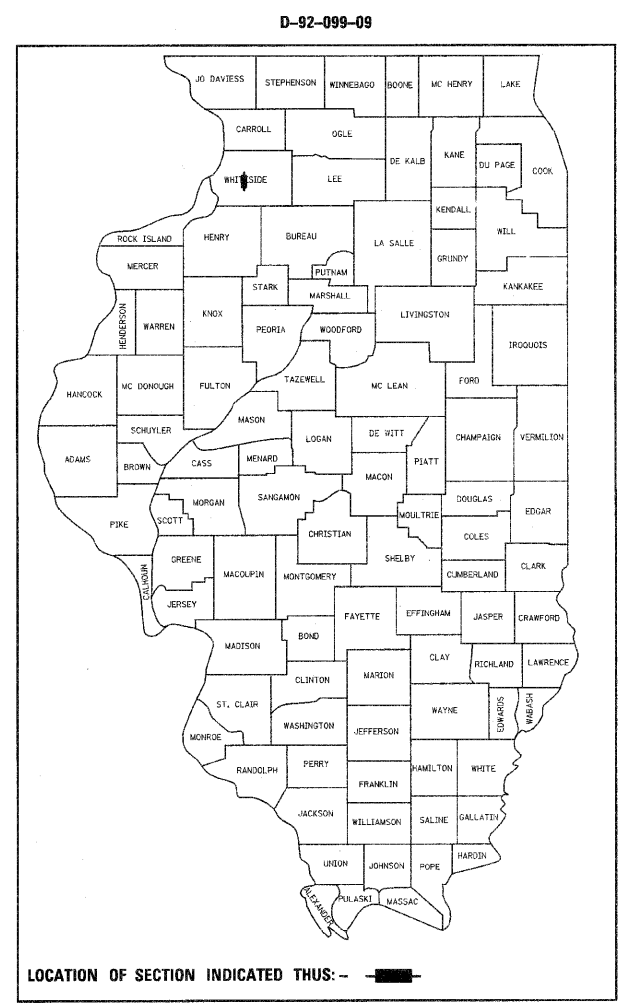 D-92-099-09
JO DAVIESS
STEPHENSON
WINNEBAGO
BOONE
MC HENRY
LAKE
CARROLL
OGLE
DE KALB
KANE
DU PAGE
COOK
WHITESIDE
LEE
KENDALL
WILL
ROCK ISLAND
HENRY
BUREAU
LA SALLE
GRUNDY
MERCER
PUTNAM
STARK
MARSHALL
KANKAKEE
HENDERSON
WARREN
KNOX
PEORIA
WOODFORD
LIVINGSTON
IROQUOIS
HANCOCK
MC DONOUGH
FULTON
TAZEWELL
MC LEAN
FORD
SCHUYLER
MASON
LOGAN
DE WITT
CHAMPAIGN
VERMILION
ADAMS
BROWN
CASS
MENARD
MACON
PIATT
PIKE
SCOTT
MORGAN
SANGAMON
CHRISTIAN
MOULTRIE
DOUGLAS
EDGAR
COLES
CALHOUN
GREENE
MACOUPIN
MONTGOMERY
SHELBY
CUMBERLAND
CLARK
JERSEY
FAYETTE
EFFINGHAM
JASPER
CRAWFORD
MADISON
BOND
CLAY
RICHLAND
LAWRENCE
CLINTON
MARION
ST. CLAIR
WASHINGTON
WAYNE
EDWARDS
WABASH
MONROE
JEFFERSON
RANDOLPH
PERRY
HAMILTON
WHITE
FRANKLIN
JACKSON
WILLIAMSON
SALINE
GALLATIN
UNION
JOHNSON
POPE
HARDIN
ALEXANDER
PULASKI
MASSAC
LOCATION OF SECTION INDICATED THUS: -